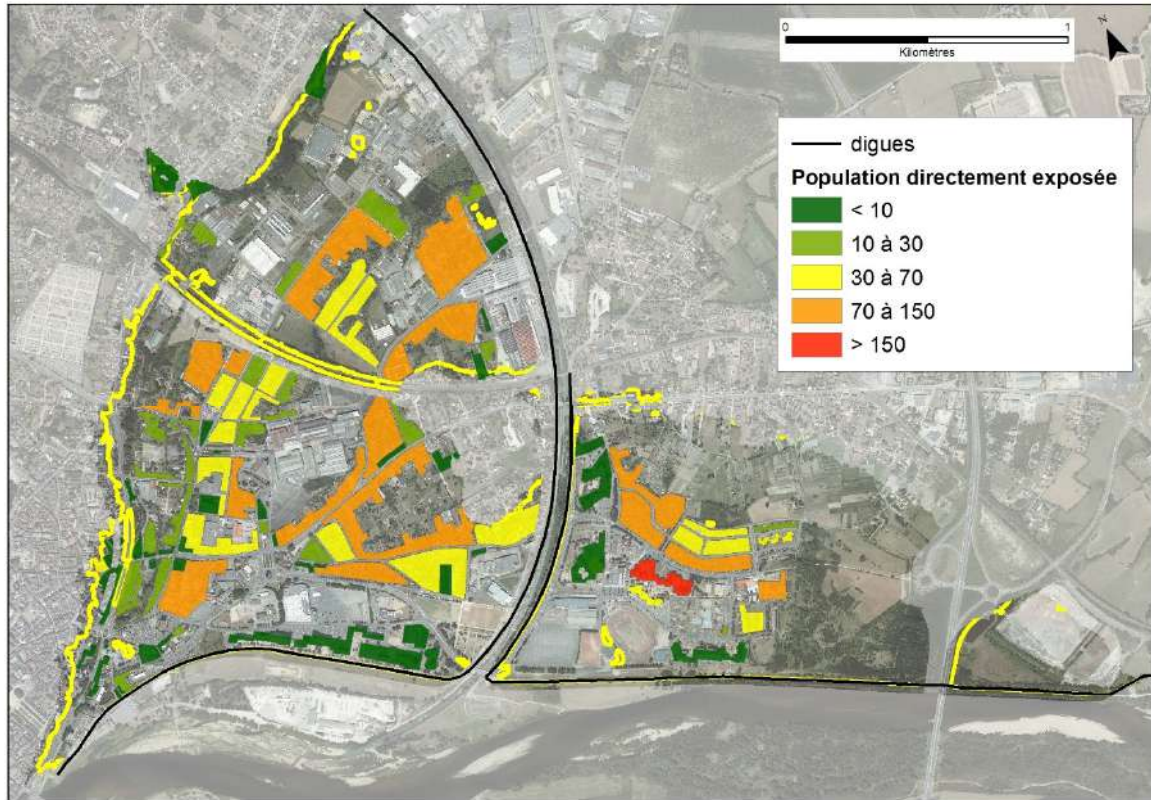 0 1
Kilomètres
N
digues
Population directement exposée
< 10
10 à 30
30 à 70
70 à 150
> 150